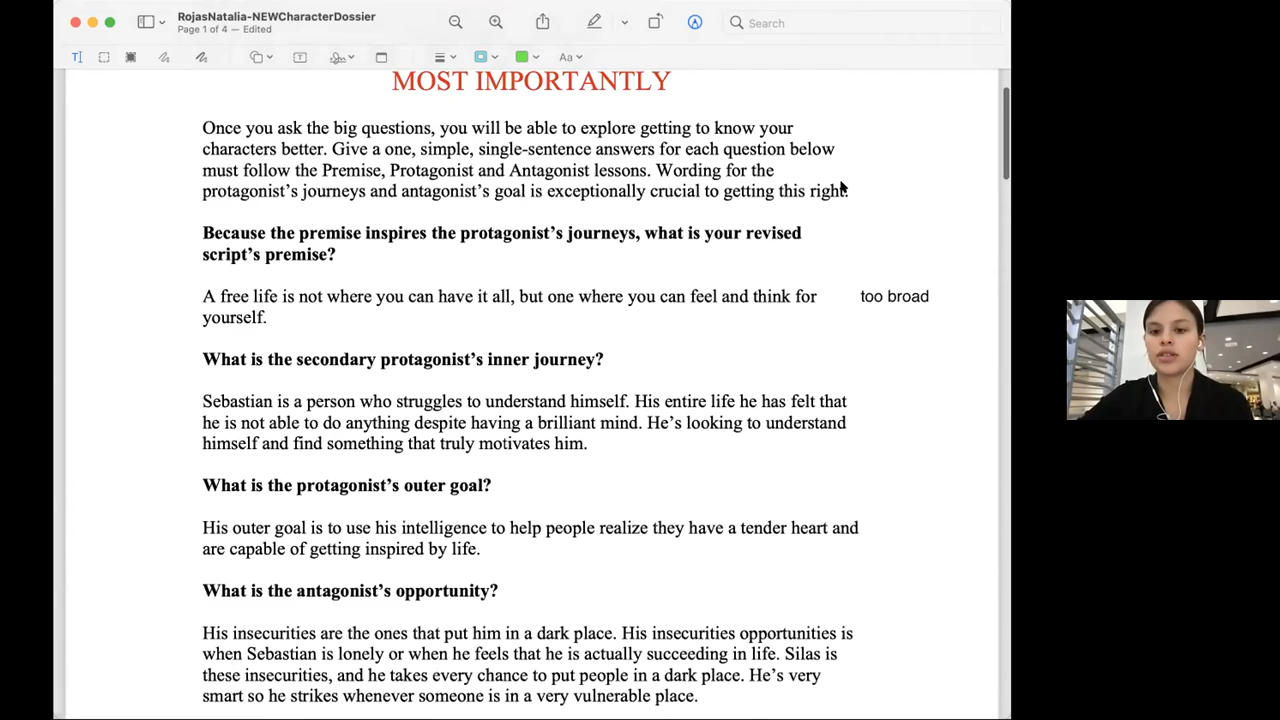 RojasNatalia-NEWCharacterDossier
Page 1 of 4 — Edited
Search
Aa
MOST IMPORTANTLY
Once you ask the big questions, you will be able to explore getting to know your
characters better. Give a one, simple, single-sentence answers for each question below
must follow the Premise, Protagonist and Antagonist lessons. Wording for the
protagonist's journeys and antagonist's goal is exceptionally crucial to getting this right.
Because the premise inspires the protagonist's journeys, what is your revised
script's premise?
A free life is not where you can have it all, but one where you can feel and think for
too broad
yourself.
What is the secondary protagonist's inner journey?
Sebastian is a person who struggles to understand himself. His entire life he has felt that
he is not able to do anything despite having a brilliant mind. He's looking to understand
himself and find something that truly motivates him.
What is the protagonist's outer goal?
His outer goal is to use his intelligence to help people realize they have a tender heart and
are capable of getting inspired by life.
What is the antagonist's opportunity?
His insecurities are the ones that put him in a dark place. His insecurities opportunities is
when Sebastian is lonely or when he feels that he is actually succeeding in life. Silas is
these insecurities, and he takes every chance to put people in a dark place. He's very
smart so he strikes whenever someone is in a very vulnerable place.